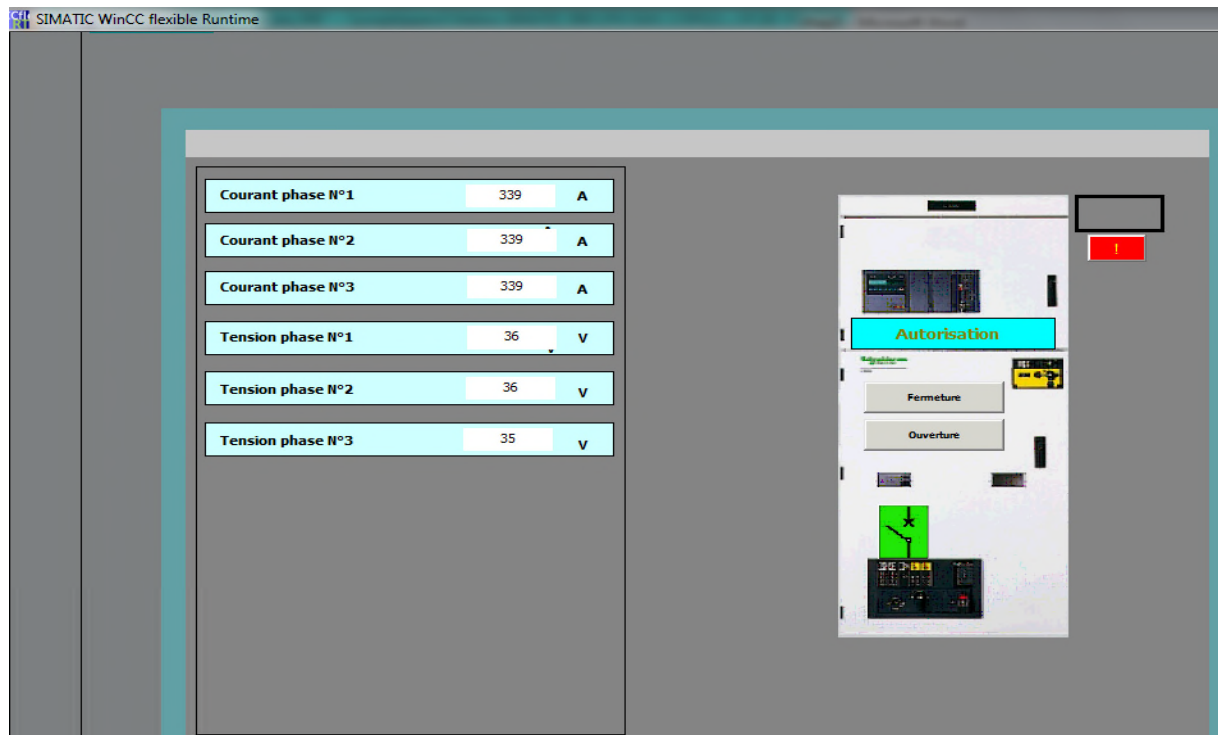 SIMATIC WinCC flexible Runtime
Courant phase N°1 339 A
Courant phase N°2 339 A
Courant phase N°3 339 A
Tension phase N°1 36 V
Tension phase N°2 36 V
Tension phase N°3 35 V
!
Autorisation
Fermeture
Ouverture